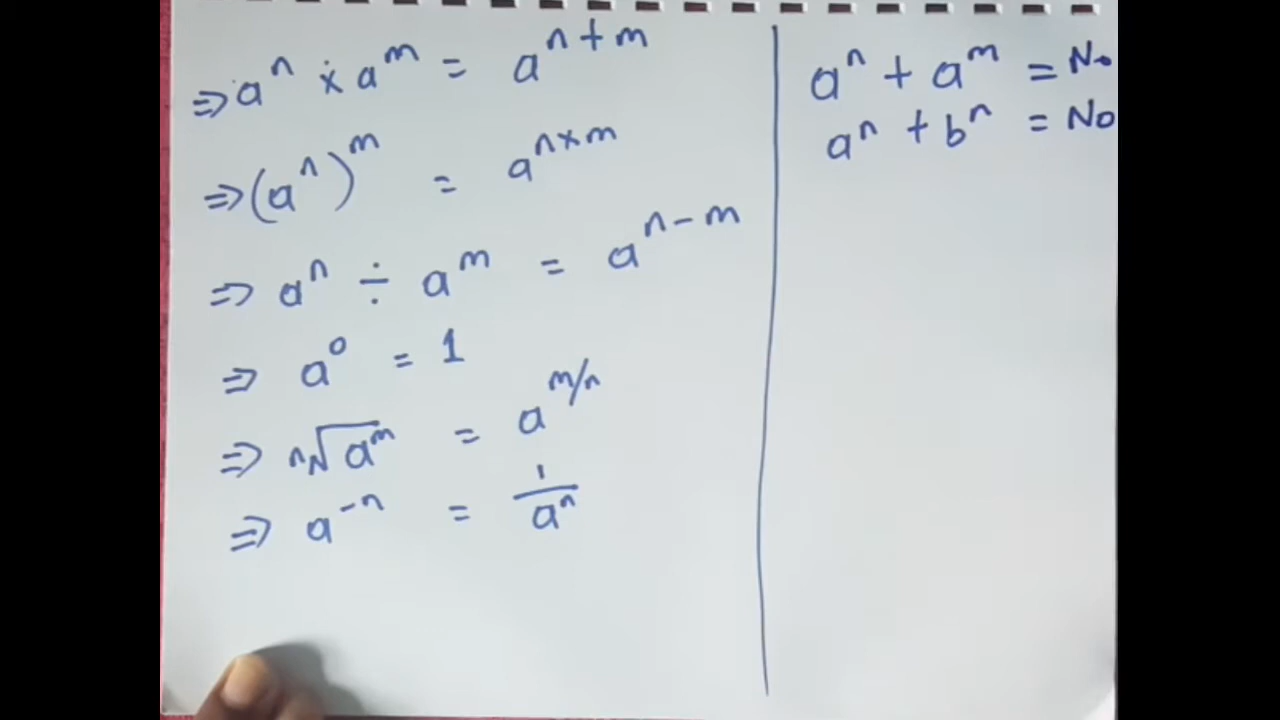 ⇒ aⁿ × aᵐ = aⁿ⁺ᵐ
⇒ (aⁿ)ᵐ = aⁿˣᵐ
⇒ aⁿ ÷ aᵐ = aⁿ⁻ᵐ
⇒ a⁰ = 1
⇒ ⁿ√aᵐ = aᵐ/ⁿ
⇒ a⁻ⁿ = 1/aⁿ
aⁿ + aᵐ = No
aⁿ + bⁿ = No